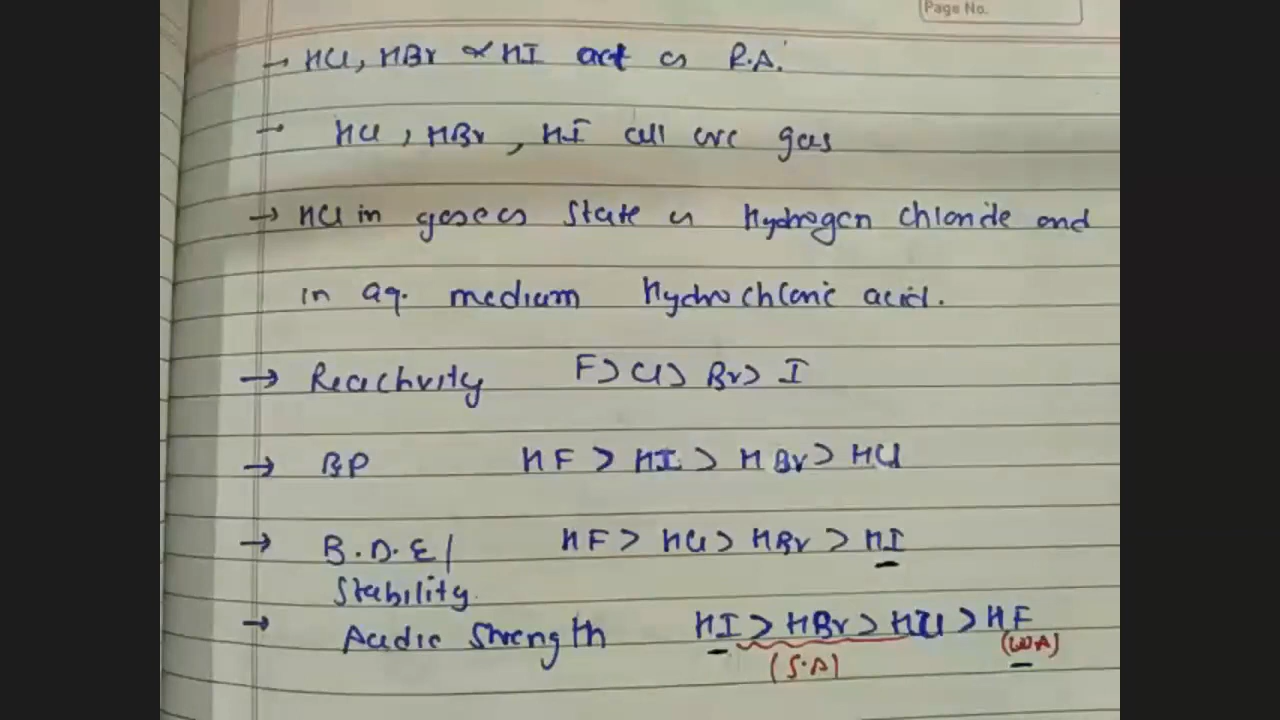 Page No.
→ HCl, HBr & HI act as R.A.
→ HCl, HBr, HI all are gas
→ HCl in gaseous state is Hydrogen chloride and
in aq. medium Hydrochloric acid.
→ Reactivity F > Cl > Br > I
→ BP HF > HI > HBr > HCl
→ B.D.E/ HF > HCl > HBr > HI
Stability.
→ Acidic strength HI > HBr > HCl > HF
(S.A) (W.A)